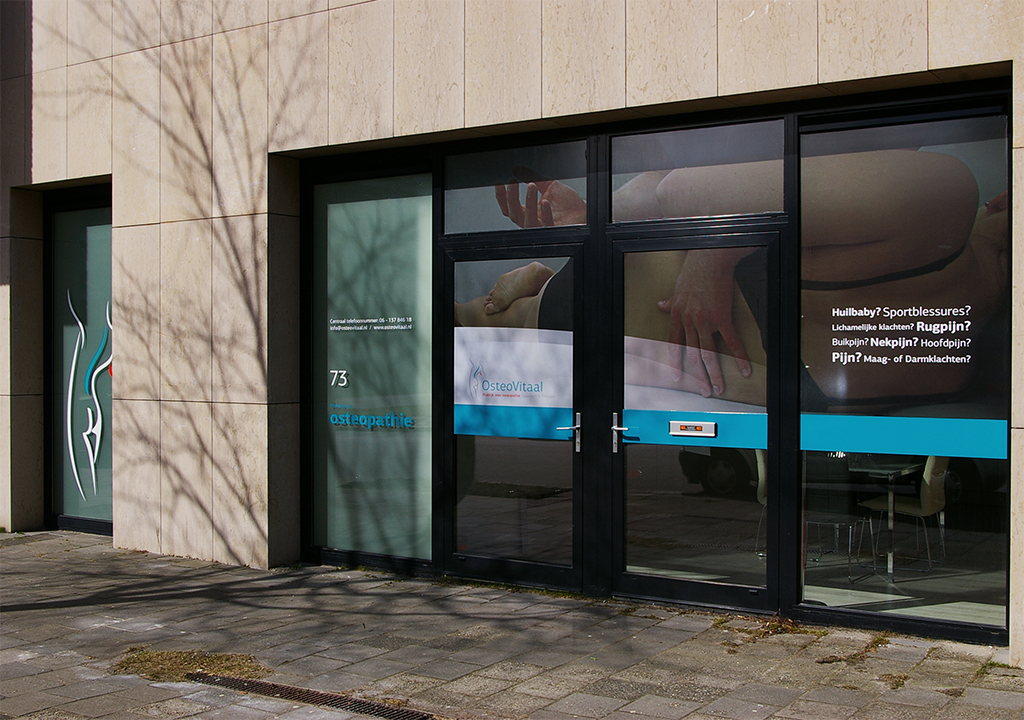 Centraal telefoonnummer: 06 - 137 846 18
info@osteovitaal.nl / www.osteovitaal.nl
73
osteopathie
OsteoVitaal
Huilbaby? Sportblessures?
Lichamelijke klachten? Rugpijn?
Buikpijn? Nekpijn? Hoofdpijn?
Pijn? Maag- of Darmklachten?